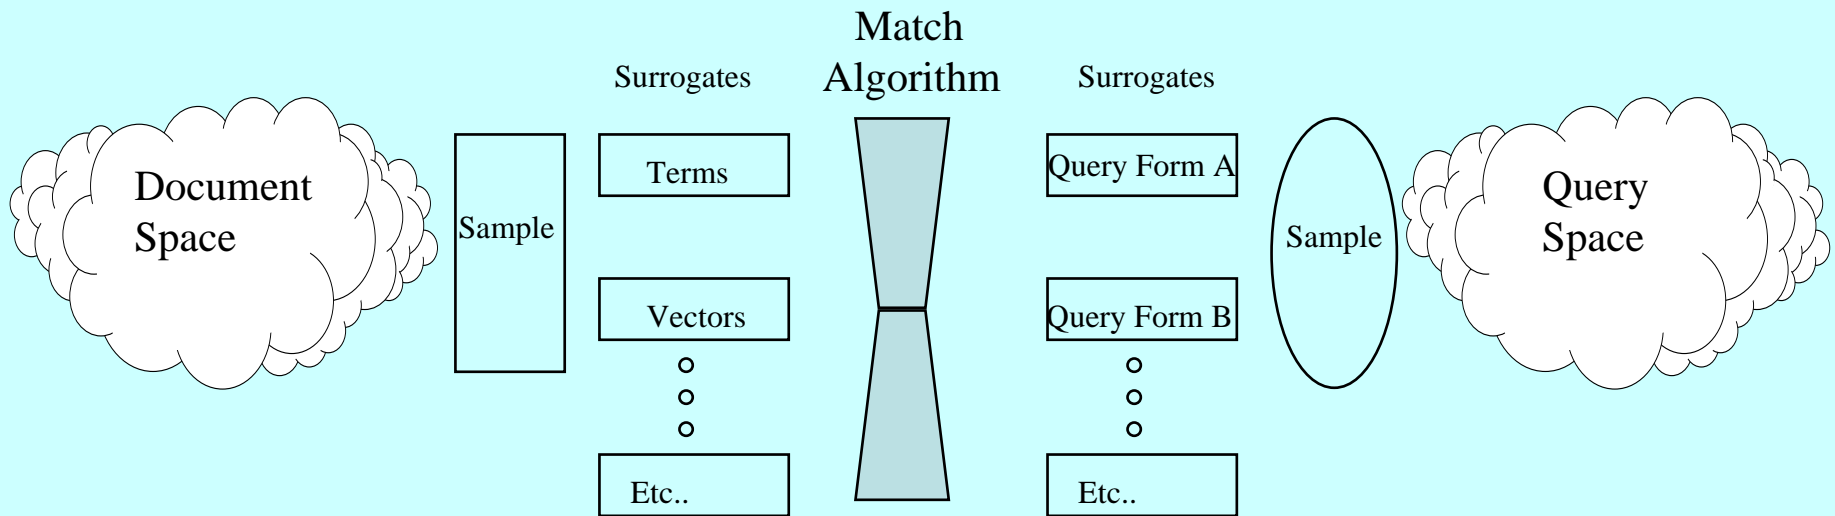 Match
Algorithm
Surrogates
Surrogates
Document
Space
Sample
Terms
Vectors
Etc..
Query Form A
Query Form B
Etc..
Sample
Query
Space